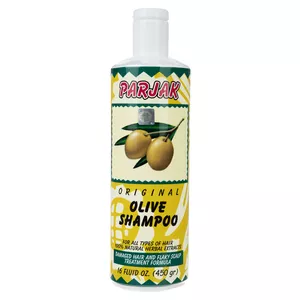 PARJAK
ORIGINAL
OLIVE
SHAMPOO
FOR ALL TYPES OF HAIR
100% NATURAL HERBAL EXTRACTS
DAMAGED HAIR AND FLAKY SCALP
TREATMENT FORMULA
16 FLUID OZ. (450 gr)